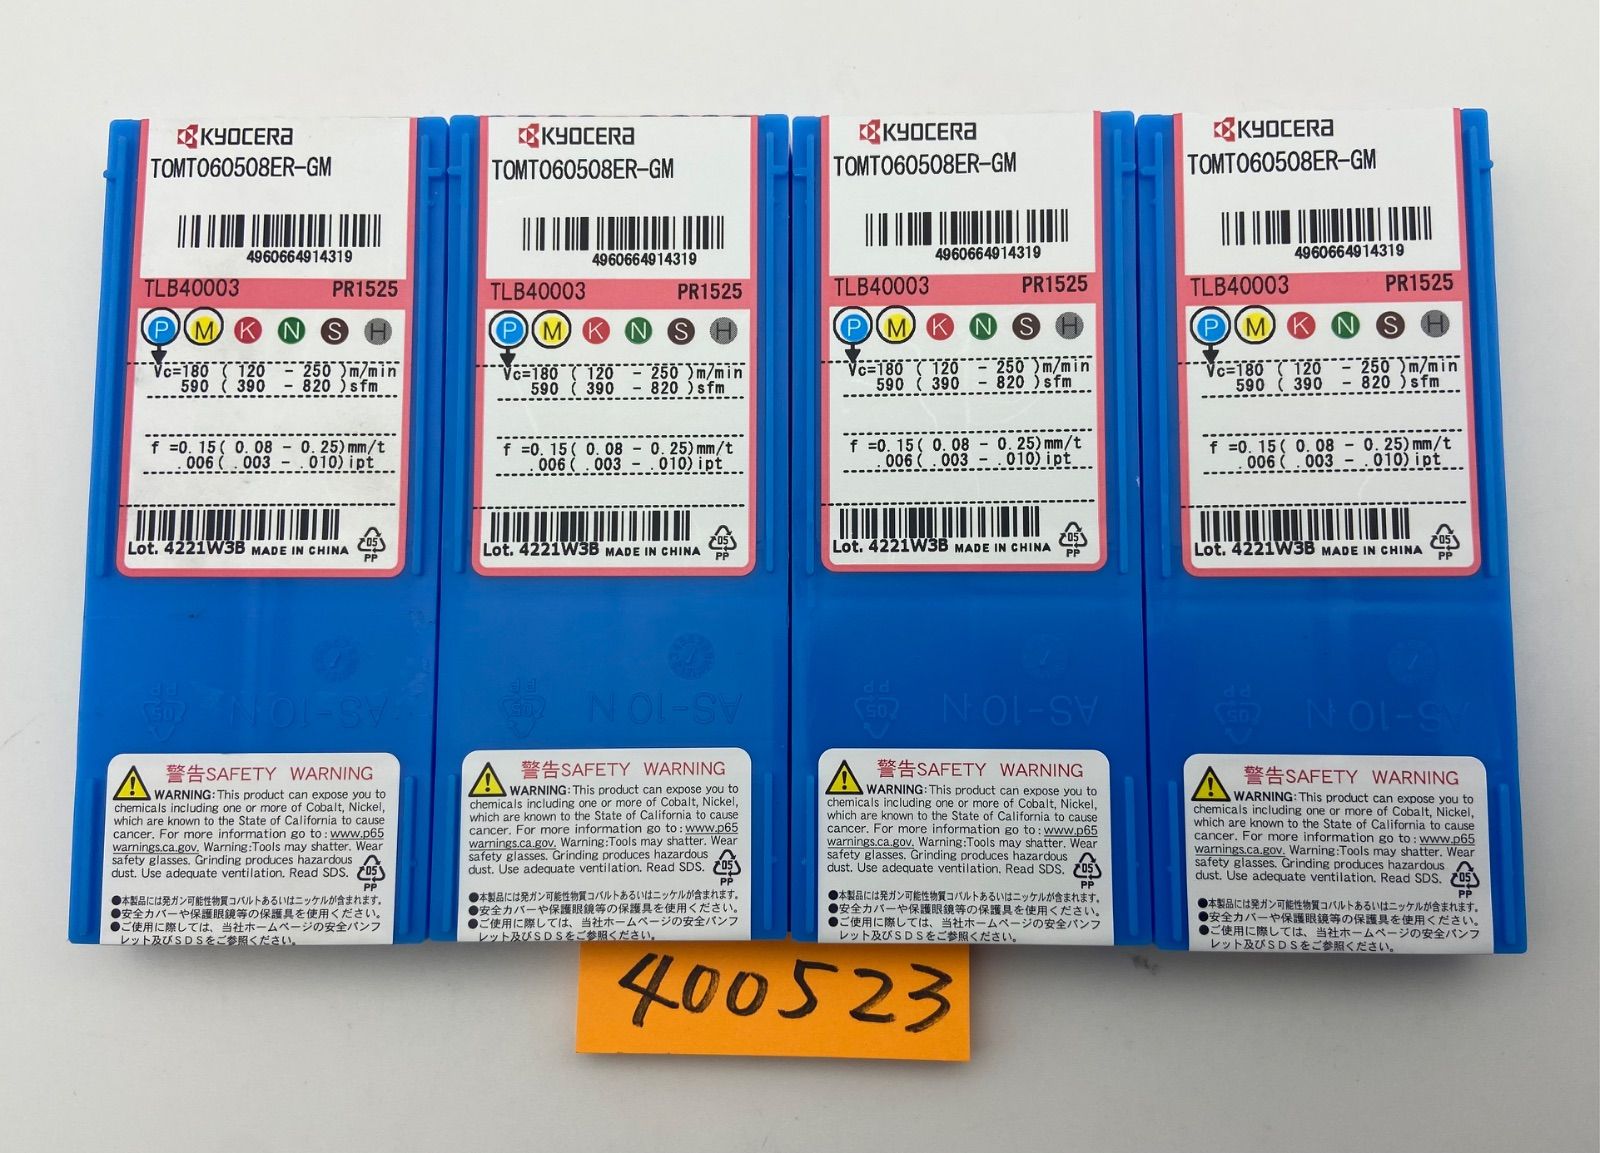 KYOCERA
TOMT060508ER-GM
4960664914319
TLB40003 PR1525
P M K N S H
Vc=180 ( 120 - 250 )m/min
590 ( 390 - 820 )sfm
f =0.15( 0.08 - 0.25)mm/t
.006( .003 - .010)ipt
Lot. 4221W3B MADE IN CHINA
05
PP
AS-10N
05
PP
警告SAFETY WARNING
WARNING:This product can expose you to
chemicals including one or more of Cobalt, Nickel,
which are known to the State of California to cause
cancer. For more information go to : www.p65
warnings.ca.gov. Warning:Tools may shatter. Wear
safety glasses. Grinding produces hazardous
dust. Use adequate ventilation. Read SDS.
05
PP
●本製品には発ガン可能性物質コバルトあるいはニッケルが含まれます。
●安全カバーや保護眼鏡等の保護具を使用ください。
●ご使用に際しては、当社ホームページの安全パンフ
レット及びSDSをご参照ください。
KYOCERA
TOMT060508ER-GM
4960664914319
TLB40003 PR1525
P M K N S H
Vc=180 ( 120 - 250 )m/min
590 ( 390 - 820 )sfm
f =0.15( 0.08 - 0.25)mm/t
.006( .003 - .010)ipt
Lot. 4221W3B MADE IN CHINA
05
PP
AS-10N
05
PP
警告SAFETY WARNING
WARNING:This product can expose you to
chemicals including one or more of Cobalt, Nickel,
which are known to the State of California to cause
cancer. For more information go to : www.p65
warnings.ca.gov. Warning:Tools may shatter. Wear
safety glasses. Grinding produces hazardous
dust. Use adequate ventilation. Read SDS.
05
PP
●本製品には発ガン可能性物質コバルトあるいはニッケルが含まれます。
●安全カバーや保護眼鏡等の保護具を使用ください。
●ご使用に際しては、当社ホームページの安全パンフ
レット及びSDSをご参照ください。
KYOCERA
TOMT060508ER-GM
4960664914319
TLB40003 PR1525
P M K N S H
Vc=180 ( 120 - 250 )m/min
590 ( 390 - 820 )sfm
f =0.15( 0.08 - 0.25)mm/t
.006( .003 - .010)ipt
Lot. 4221W3B MADE IN CHINA
05
PP
AS-10N
05
PP
警告SAFETY WARNING
WARNING:This product can expose you to
chemicals including one or more of Cobalt, Nickel,
which are known to the State of California to cause
cancer. For more information go to : www.p65
warnings.ca.gov. Warning:Tools may shatter. Wear
safety glasses. Grinding produces hazardous
dust. Use adequate ventilation. Read SDS.
05
PP
●本製品には発ガン可能性物質コバルトあるいはニッケルが含まれます。
●安全カバーや保護眼鏡等の保護具を使用ください。
●ご使用に際しては、当社ホームページの安全パンフ
レット及びSDSをご参照ください。
KYOCERA
TOMT060508ER-GM
4960664914319
TLB40003 PR1525
P M K N S H
Vc=180 ( 120 - 250 )m/min
590 ( 390 - 820 )sfm
f =0.15( 0.08 - 0.25)mm/t
.006( .003 - .010)ipt
Lot. 4221W3B MADE IN CHINA
05
PP
AS-10N
05
PP
警告SAFETY WARNING
WARNING:This product can expose you to
chemicals including one or more of Cobalt, Nickel,
which are known to the State of California to cause
cancer. For more information go to : www.p65
warnings.ca.gov. Warning:Tools may shatter. Wear
safety glasses. Grinding produces hazardous
dust. Use adequate ventilation. Read SDS.
05
PP
●本製品には発ガン可能性物質コバルトあるいはニッケルが含まれます。
●安全カバーや保護眼鏡等の保護具を使用ください。
●ご使用に際しては、当社ホームページの安全パンフ
レット及びSDSをご参照ください。
400523